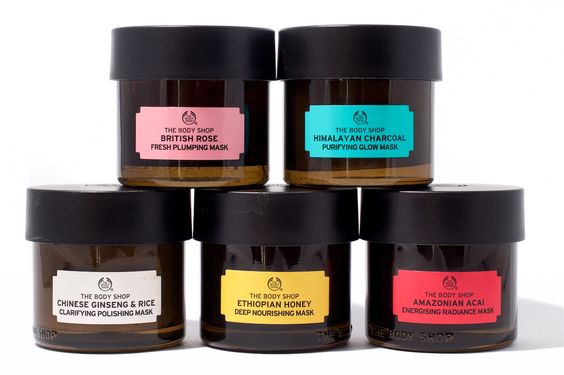 THE BODY SHOP
BRITISH ROSE
FRESH PLUMPING MASK
THE BODY SHOP
HIMALAYAN CHARCOAL
PURIFYING GLOW MASK
THE BODY SHOP
CHINESE GINSENG & RICE
CLARIFYING POLISHING MASK
THE BODY SHOP
ETHIOPIAN HONEY
DEEP NOURISHING MASK
THE BODY SHOP
AMAZONIAN ACAI
ENERGISING RADIANCE MASK
SHOP
THE BO
THE BODY SHOP